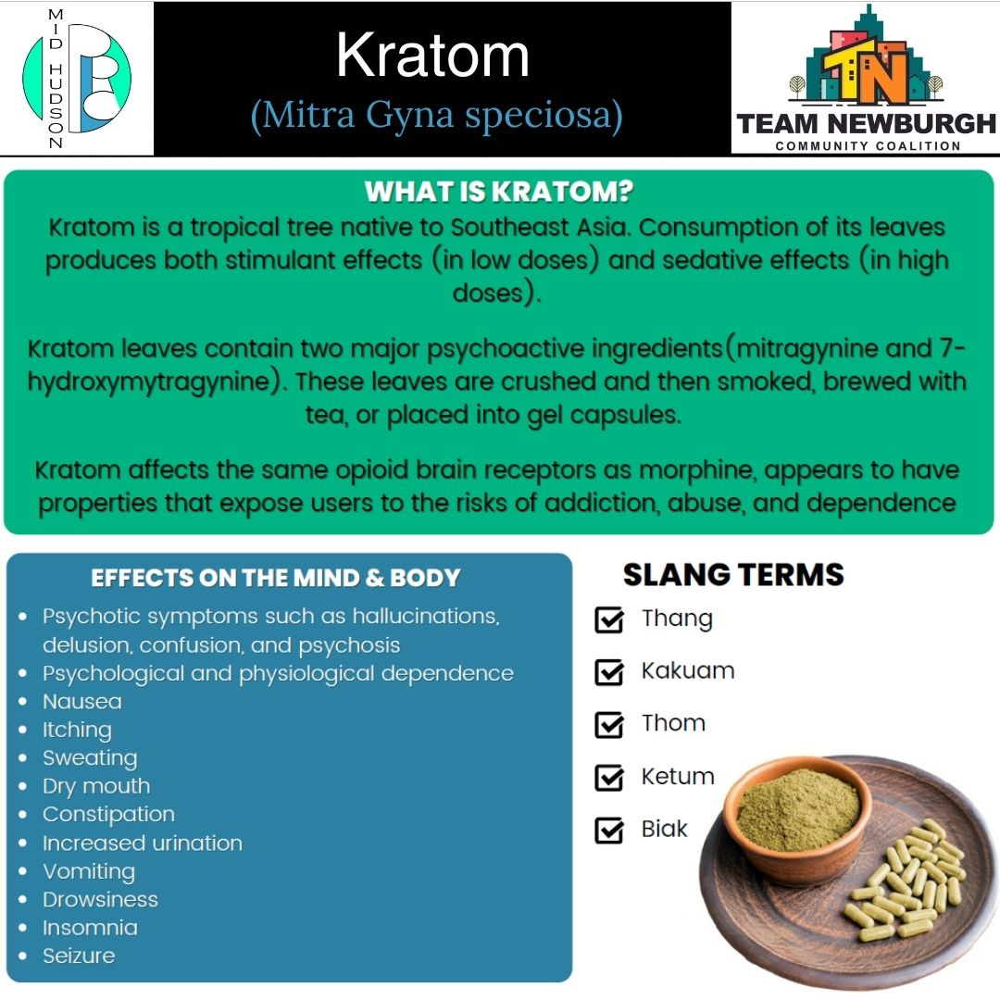 MID HUDSON
Kratom
(Mitra Gyna speciosa)
TN
TEAM NEWBURGH
COMMUNITY COALITION
WHAT IS KRATOM?
Kratom is a tropical tree native to Southeast Asia. Consumption of its leaves
produces both stimulant effects (in low doses) and sedative effects (in high
doses).
Kratom leaves contain two major psychoactive ingredients(mitragynine and 7-
hydroxymytragynine). These leaves are crushed and then smoked, brewed with
tea, or placed into gel capsules.
Kratom affects the same opioid brain receptors as morphine, appears to have
properties that expose users to the risks of addiction, abuse, and dependence
EFFECTS ON THE MIND & BODY
• Psychotic symptoms such as hallucinations,
delusion, confusion, and psychosis
• Psychological and physiological dependence
• Nausea
• Itching
• Sweating
• Dry mouth
• Constipation
• Increased urination
• Vomiting
• Drowsiness
• Insomnia
• Seizure
SLANG TERMS
Thang
Kakuam
Thom
Ketum
Biak